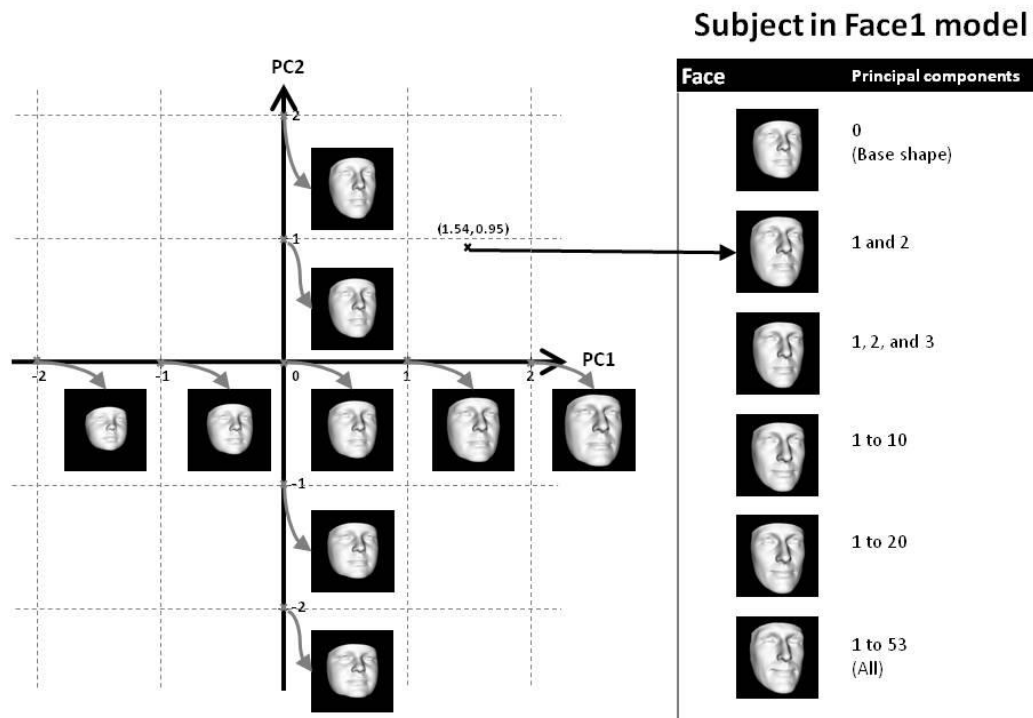 Subject in Face1 model
PC2
Face
Principal components
2
0
(Base shape)
1
(1.54,0.95)
1 and 2
1, 2, and 3
PC1
-2
-1
0
1
2
1 to 10
-1
1 to 20
-2
1 to 53
(All)